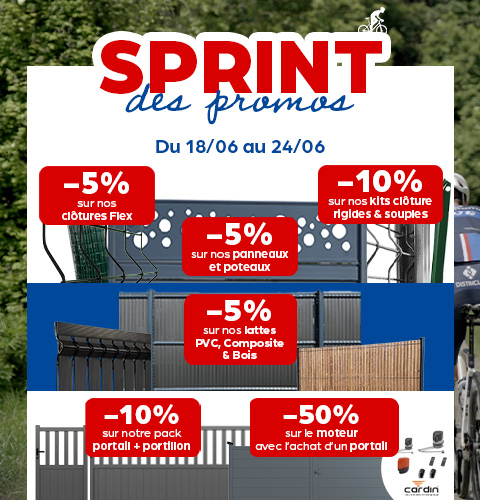 SPRINT
des promos
Du 18/06 au 24/06
–5%
sur nos
clôtures Flex
–10%
sur nos kits clôture
rigides & souples
–5%
sur nos panneaux
et poteaux
–5%
sur nos lattes
PVC, Composite
& Bois
–10%
sur notre pack
portail + portillon
–50%
sur le moteur
avec l'achat d'un portail
DISTRIC
cardin